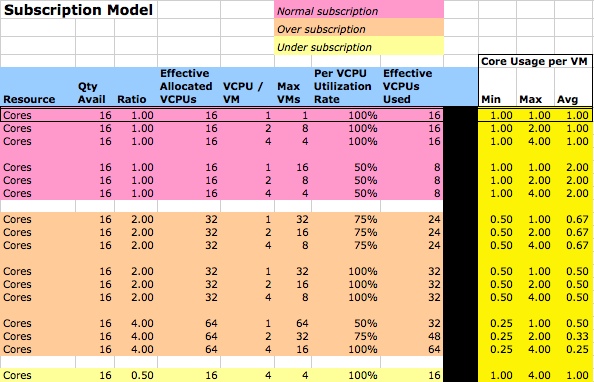 Subscription Model Normal subscription
Over subscription
Under subscription
Core Usage per VM
Effective Per VCPU Effective
Qty Allocated VCPU / Max Utilization VCPUs
Resource Avail Ratio VCPUs VM VMs Rate Used Min Max Avg
Cores 16 1.00 16 1 1 100% 16 1.00 1.00 1.00
Cores 16 1.00 16 2 8 100% 16 1.00 2.00 1.00
Cores 16 1.00 16 4 4 100% 16 1.00 4.00 1.00
Cores 16 1.00 16 1 16 50% 8 1.00 1.00 2.00
Cores 16 1.00 16 2 8 50% 8 1.00 2.00 2.00
Cores 16 1.00 16 4 4 50% 8 1.00 4.00 2.00
Cores 16 2.00 32 1 32 75% 24 0.50 1.00 0.67
Cores 16 2.00 32 2 16 75% 24 0.50 2.00 0.67
Cores 16 2.00 32 4 8 75% 24 0.50 4.00 0.67
Cores 16 2.00 32 1 32 100% 32 0.50 1.00 0.50
Cores 16 2.00 32 2 16 100% 32 0.50 2.00 0.50
Cores 16 2.00 32 4 8 100% 32 0.50 4.00 0.50
Cores 16 4.00 64 1 64 50% 32 0.25 1.00 0.50
Cores 16 4.00 64 2 32 75% 48 0.25 2.00 0.33
Cores 16 4.00 64 4 16 100% 64 0.25 4.00 0.25
Cores 16 0.50 16 4 4 100% 16 1.00 4.00 1.00